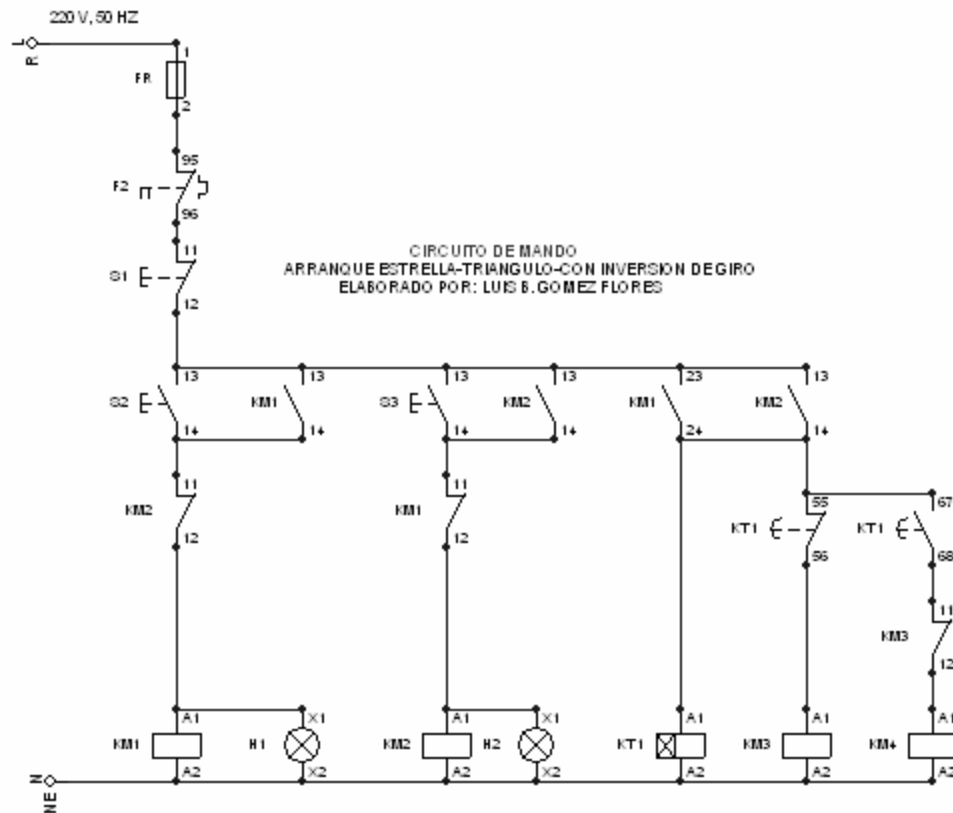 220 V, 50 HZ
R L
1
FR
2
95
F2
96
11
S1
12
CIRCUITO DE MANDO
ARRANQUE ESTRELLA-TRIANGULO-CON INVERSION DE GIRO
ELABORADO POR: LUIS B. GOMEZ FLORES
13 13 13 13 23 13
S2 KM1 S3 KM2 KM1 KM2
14 14 14 14 24 14
11 11 55 67
KM2 KM1 KT1 KT1
12 12 56 68
11
KM3
12
A1 X1 A1 X1 A1 A1 A1
KM1 H1 KM2 H2 KT1 KM3 KM4
A2 X2 A2 X2 A2 A2 A2
NE N